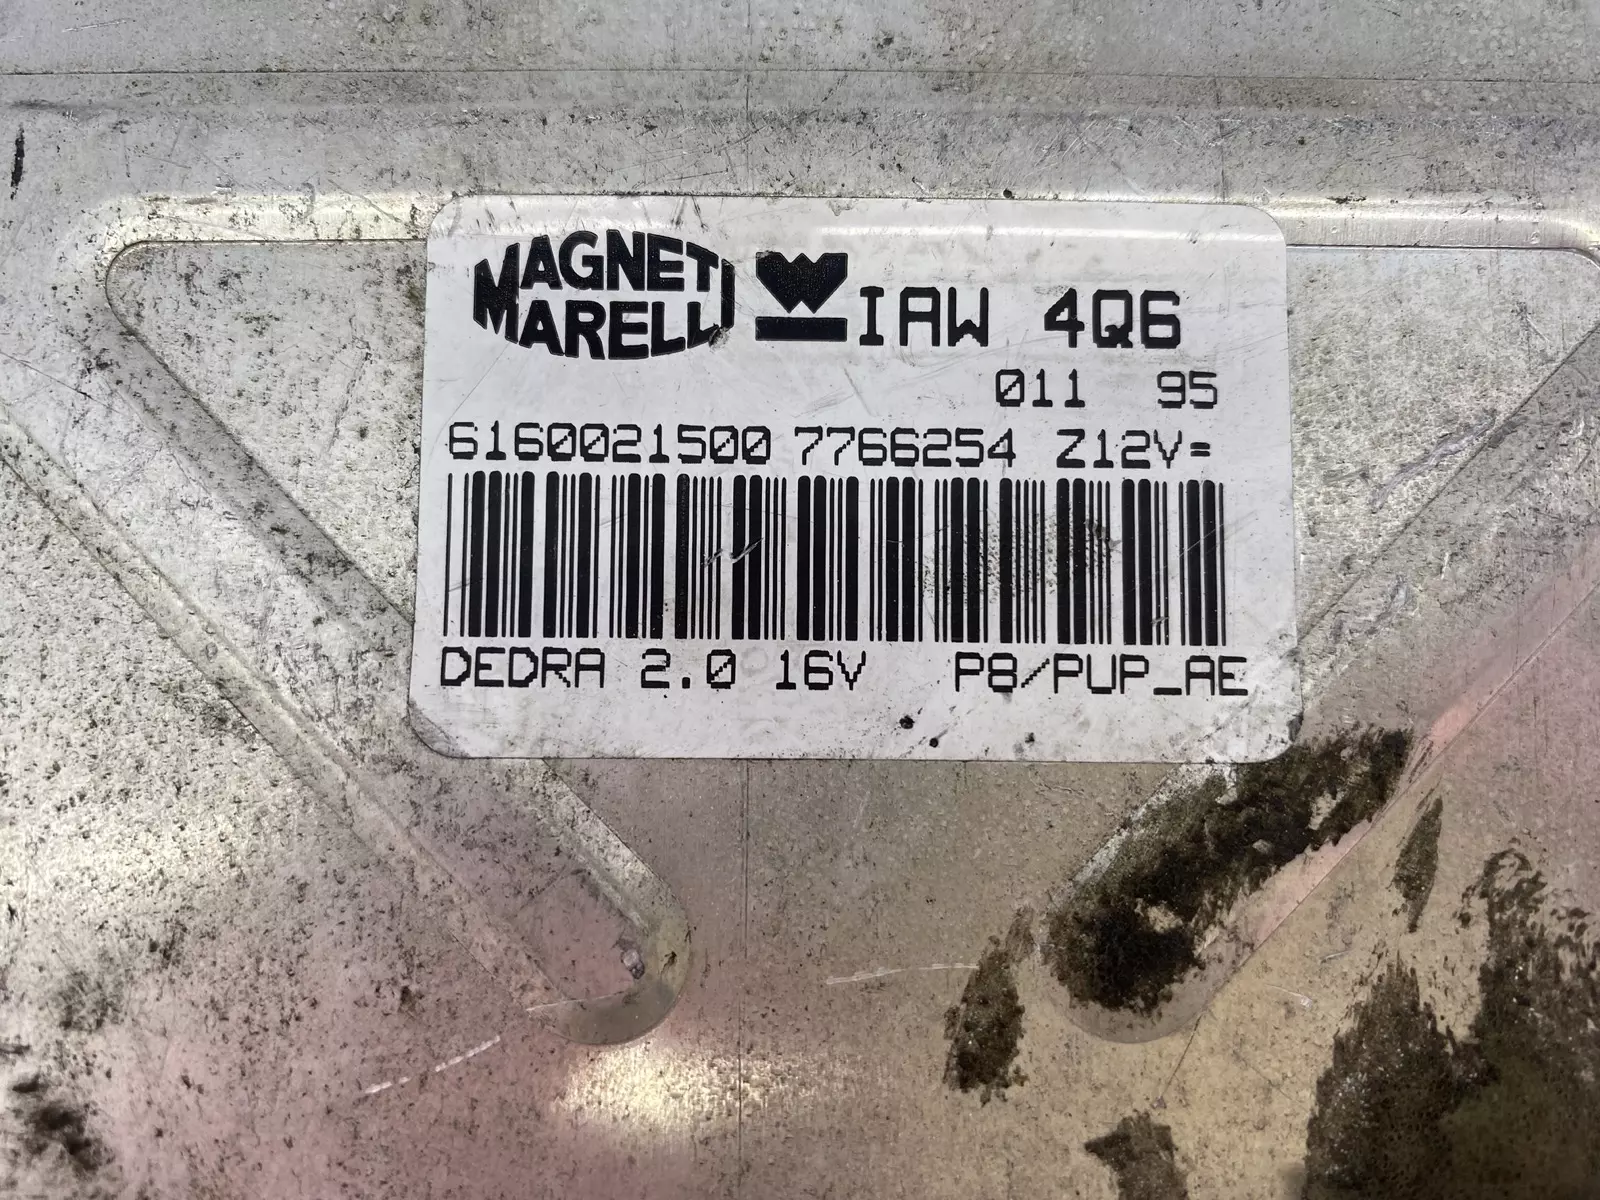 MAGNETI
MARELLI W IAW 4Q6
011 95
6160021500 7766254 Z12V=
DEDRA 2.0 16V P8/PUP_AE